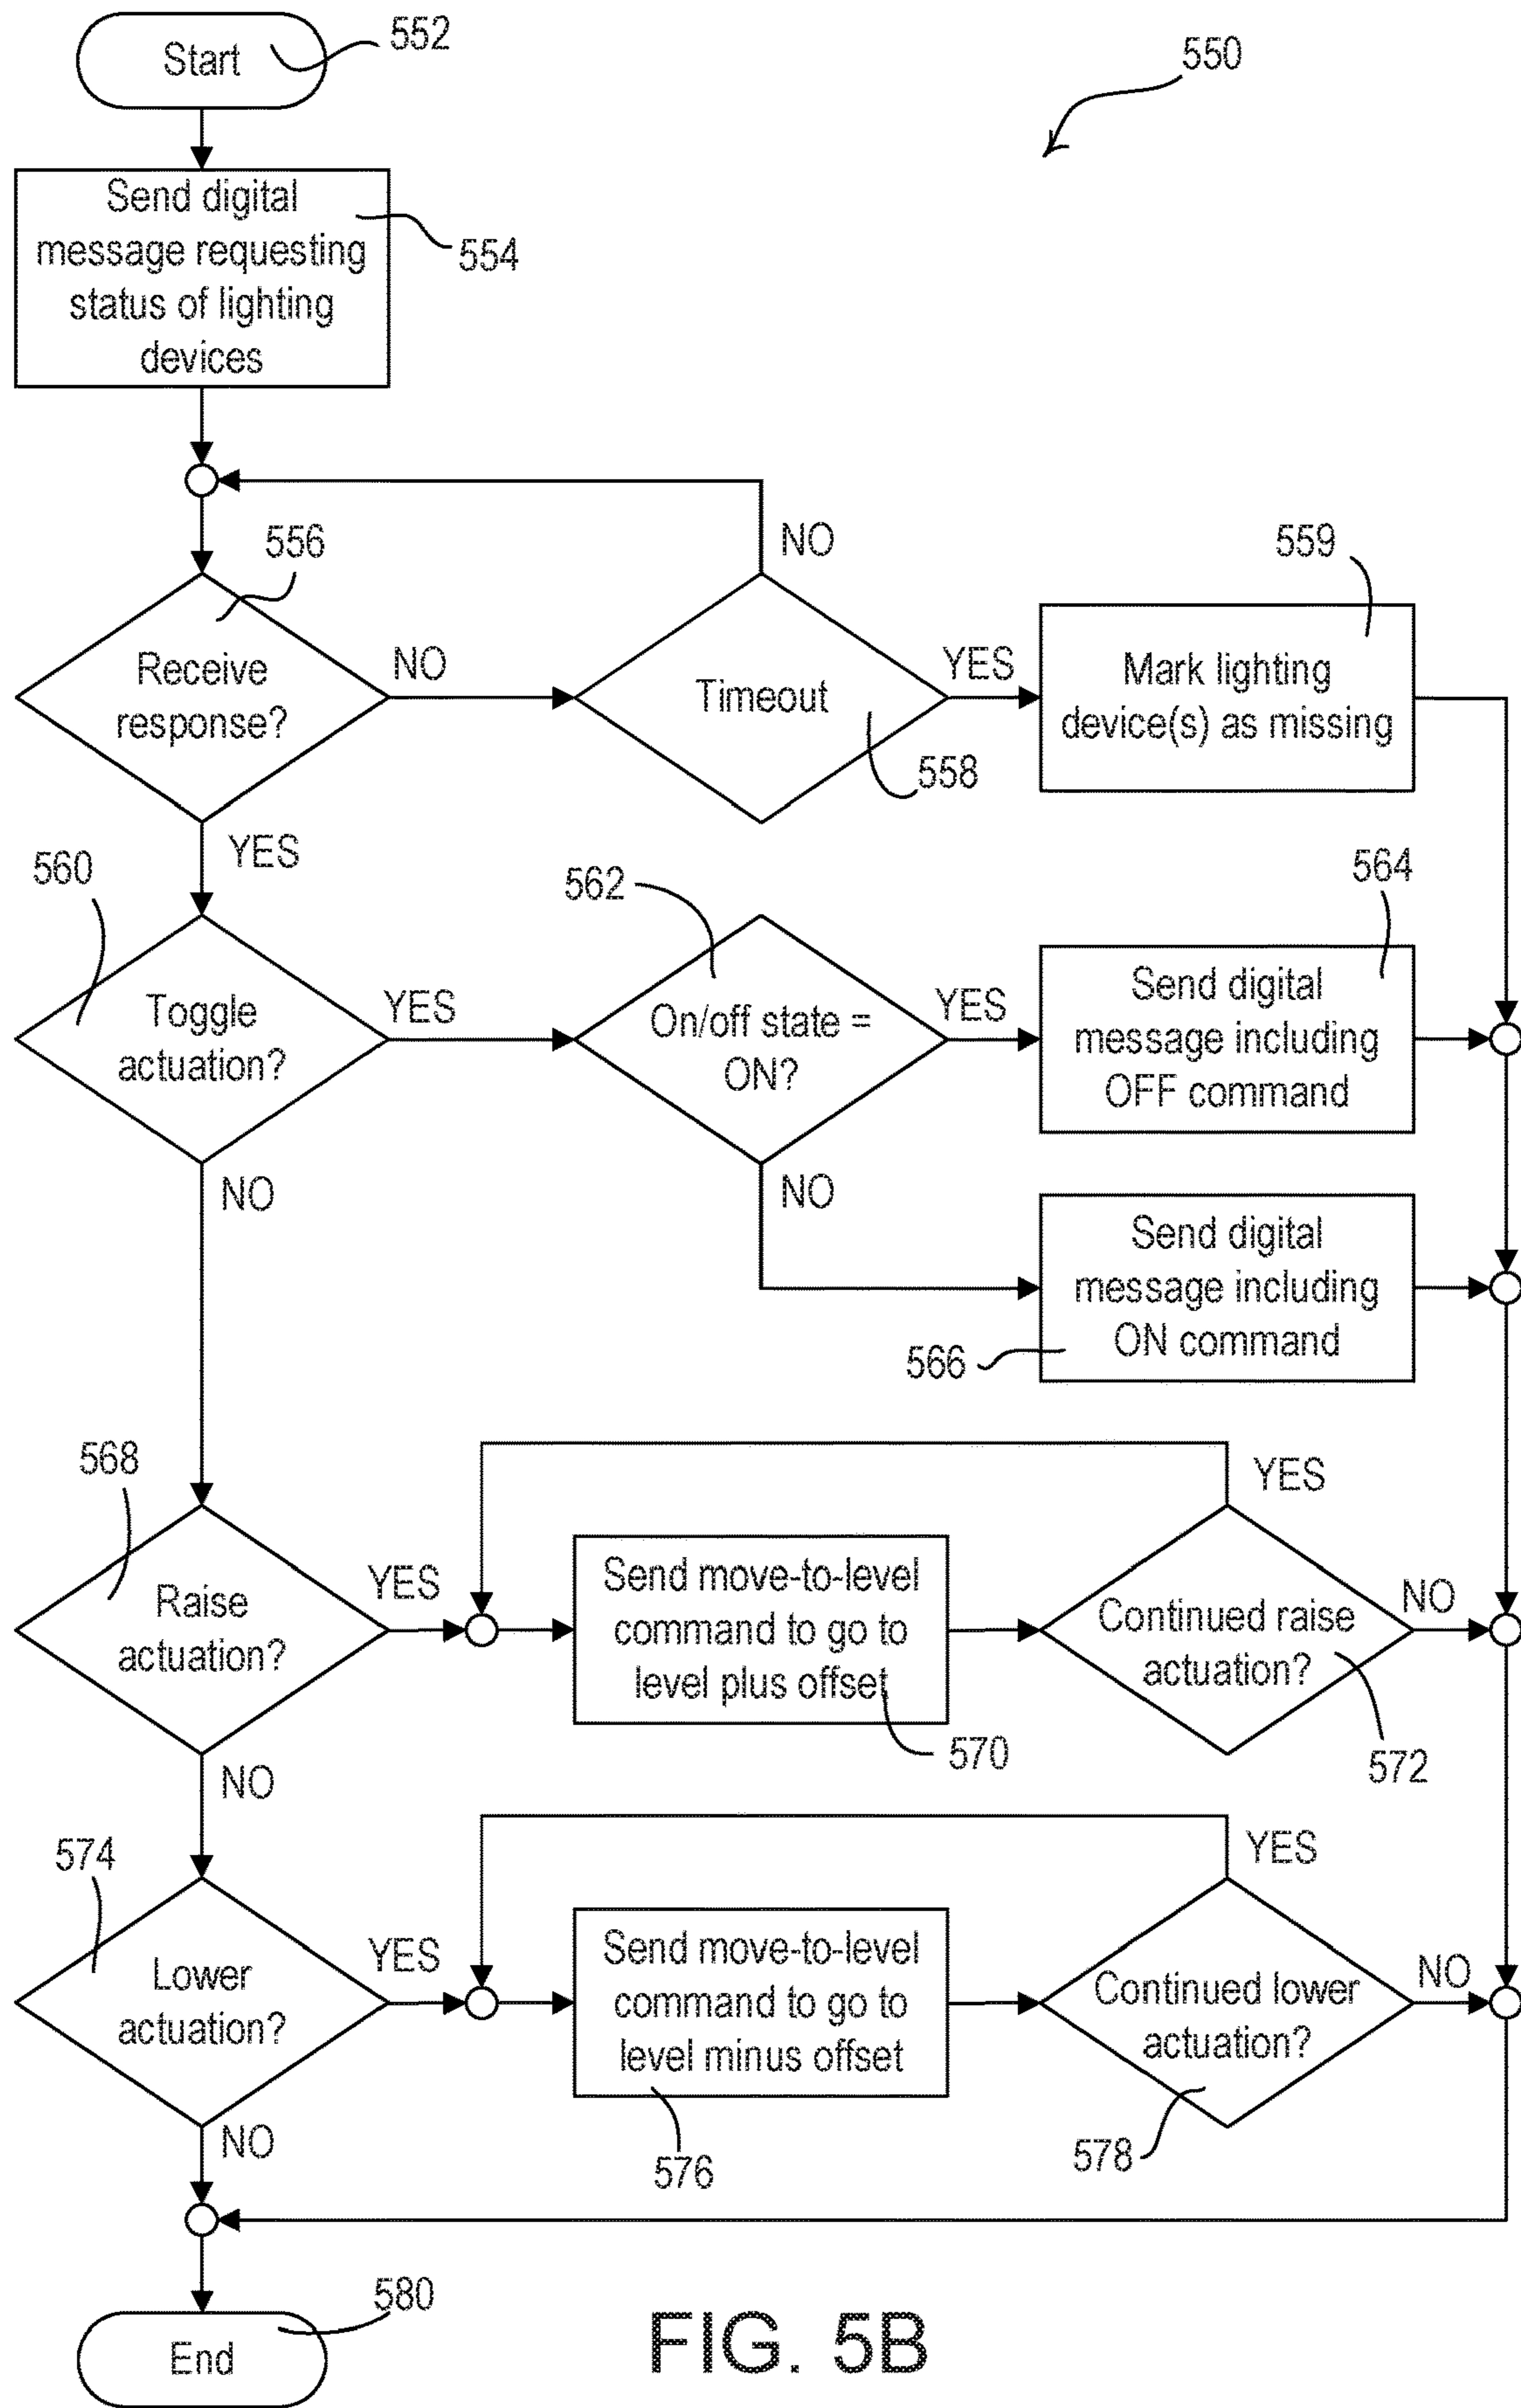 552
Start
550
Send digital
message requesting
status of lighting
devices
554
NO
556
559
Receive
response?
NO
Timeout
YES
Mark lighting
device(s) as missing
558
YES
560
562
564
Toggle
actuation?
YES
On/off state =
ON?
YES
Send digital
message including
OFF command
NO
NO
Send digital
message including
ON command
566
568
YES
Raise
actuation?
YES
Send move-to-level
command to go to
level plus offset
Continued raise
actuation?
NO
570
572
NO
574
YES
Lower
actuation?
YES
Send move-to-level
command to go to
level minus offset
Continued lower
actuation?
NO
NO
576
578
580
End
FIG. 5B